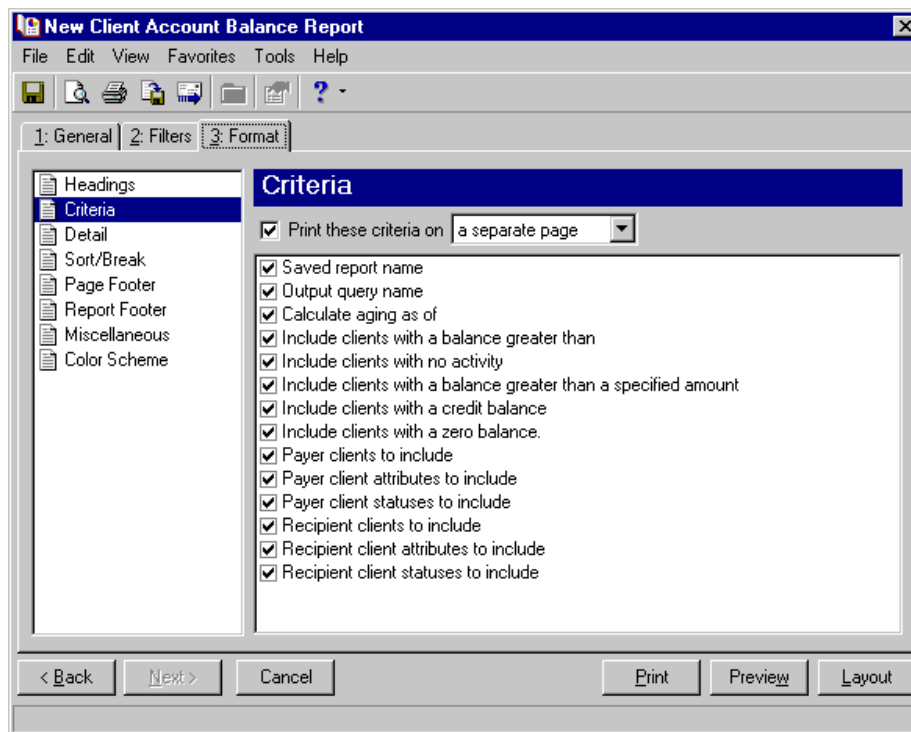 New Client Account Balance Report
File Edit View Favorites Tools Help
1: General 2: Filters 3: Format
Headings
Criteria
Detail
Sort/Break
Page Footer
Report Footer
Miscellaneous
Color Scheme
Criteria
Print these criteria on a separate page
Saved report name
Output query name
Calculate aging as of
Include clients with a balance greater than
Include clients with no activity
Include clients with a balance greater than a specified amount
Include clients with a credit balance
Include clients with a zero balance.
Payer clients to include
Payer client attributes to include
Payer client statuses to include
Recipient clients to include
Recipient client attributes to include
Recipient client statuses to include
< Back Next > Cancel Print Preview Layout